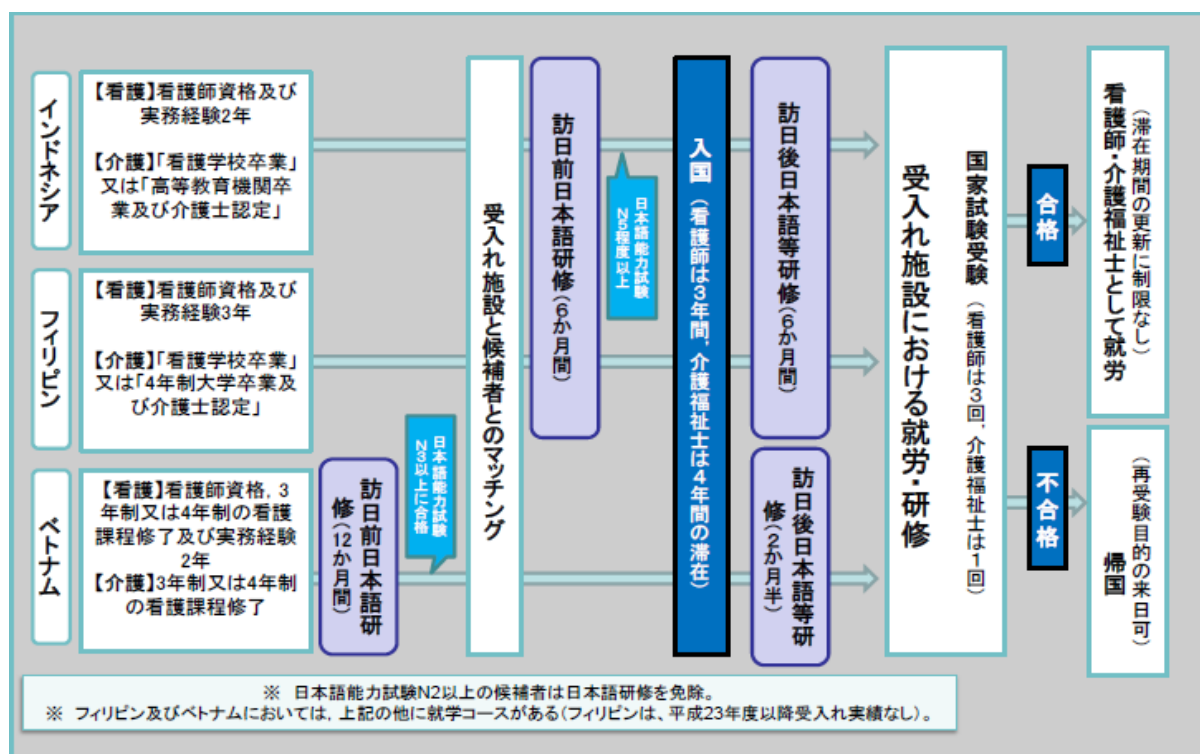 インドネシア
【看護】看護師資格及び
実務経験2年
【介護】「看護学校卒業」
又は「高等教育機関卒
業及び介護士認定」
フィリピン
【看護】看護師資格及び
実務経験3年
【介護】「看護学校卒業」
又は「4年制大学卒業及
び介護士認定」
ベトナム
【看護】看護師資格，3
年制又は4年制の看護
課程修了及び実務経験
2年
【介護】3年制又は4年制
の看護課程修了
訪日前日本語研
修（12か月間）
日本語能力試験
N3以上に合格
受入れ施設と候補者とのマッチング
訪日前日本語研修（6か月間）
日本語能力試験
N5程度以上
入国（看護師は3年間，介護福祉士は4年間の滞在）
訪日後日本語等研修（6か月間）
訪日後日本語等研
修（2か月半）
国家試験受験（看護師は3回，介護福祉士は1回）
受入れ施設における就労・研修
合格
不合格
（滞在期間の更新に制限なし）
看護師・介護福祉士として就労
（再受験目的の来日可）
帰国
※ 日本語能力試験N2以上の候補者は日本語研修を免除。
※ フィリピン及びベトナムにおいては，上記の他に就学コースがある（フィリピンは、平成23年度以降受入れ実績なし）。